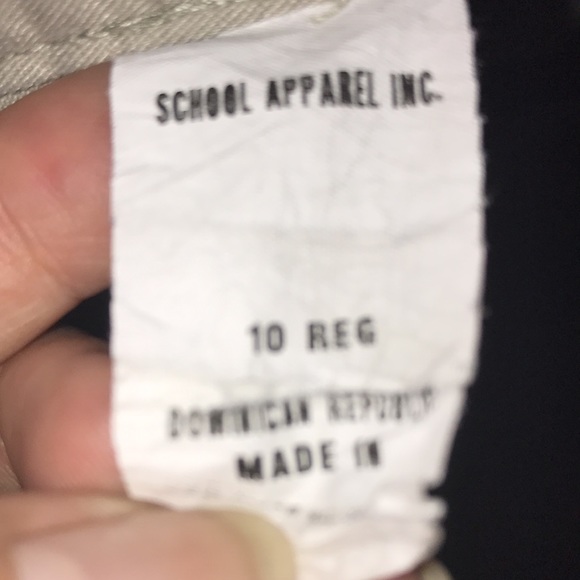 SCHOOL APPAREL INC.
10 REG
DOMINICAN REPUBLIC
MADE IN